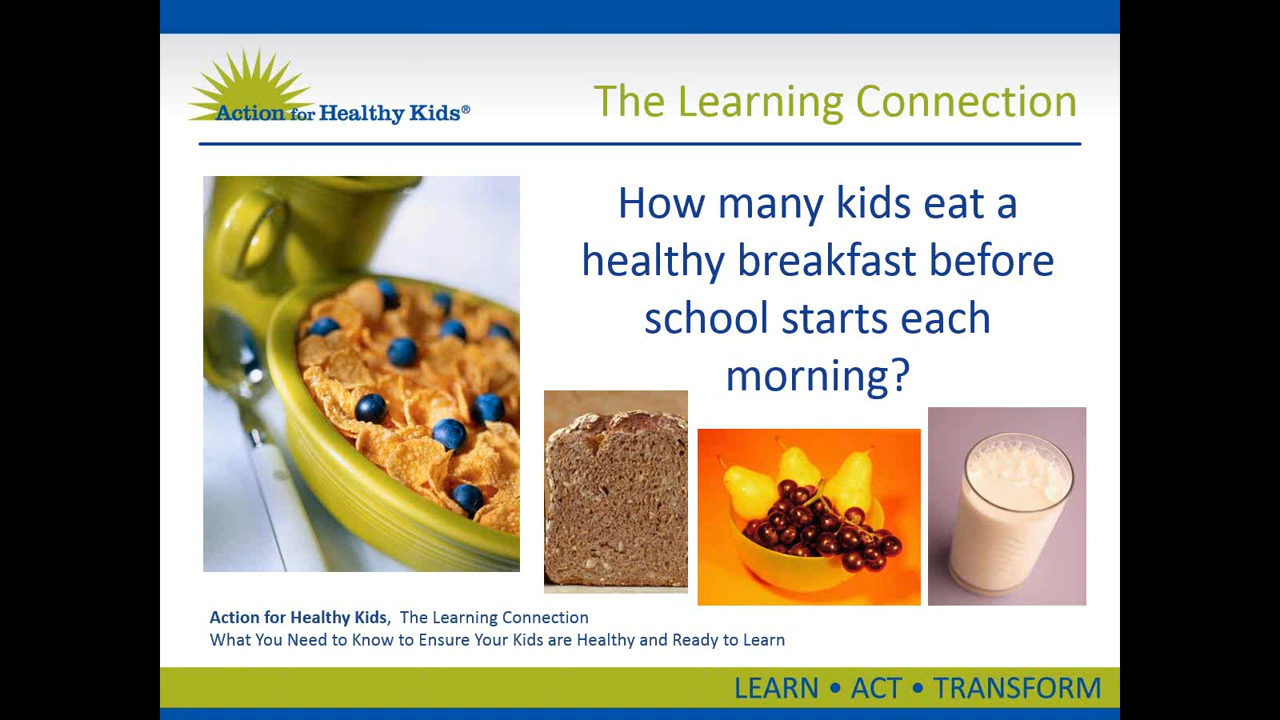 Action for Healthy Kids®
The Learning Connection
How many kids eat a
healthy breakfast before
school starts each
morning?
Action for Healthy Kids, The Learning Connection
What You Need to Know to Ensure Your Kids are Healthy and Ready to Learn
LEARN • ACT • TRANSFORM